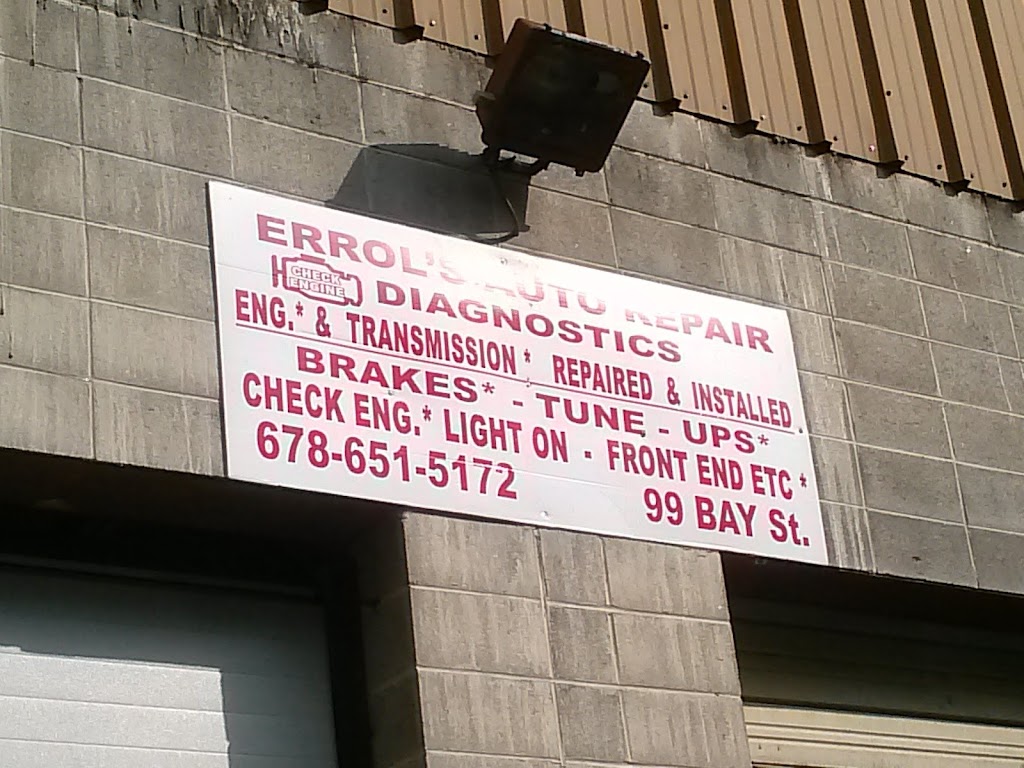 ERROL'S AUTO REPAIR
CHECK
ENGINE
DIAGNOSTICS
ENG.* & TRANSMISSION* REPAIRED & INSTALLED.
BRAKES* - TUNE - UPS*
CHECK ENG.* LIGHT ON - FRONT END ETC*
678-651-5172
99 BAY St.